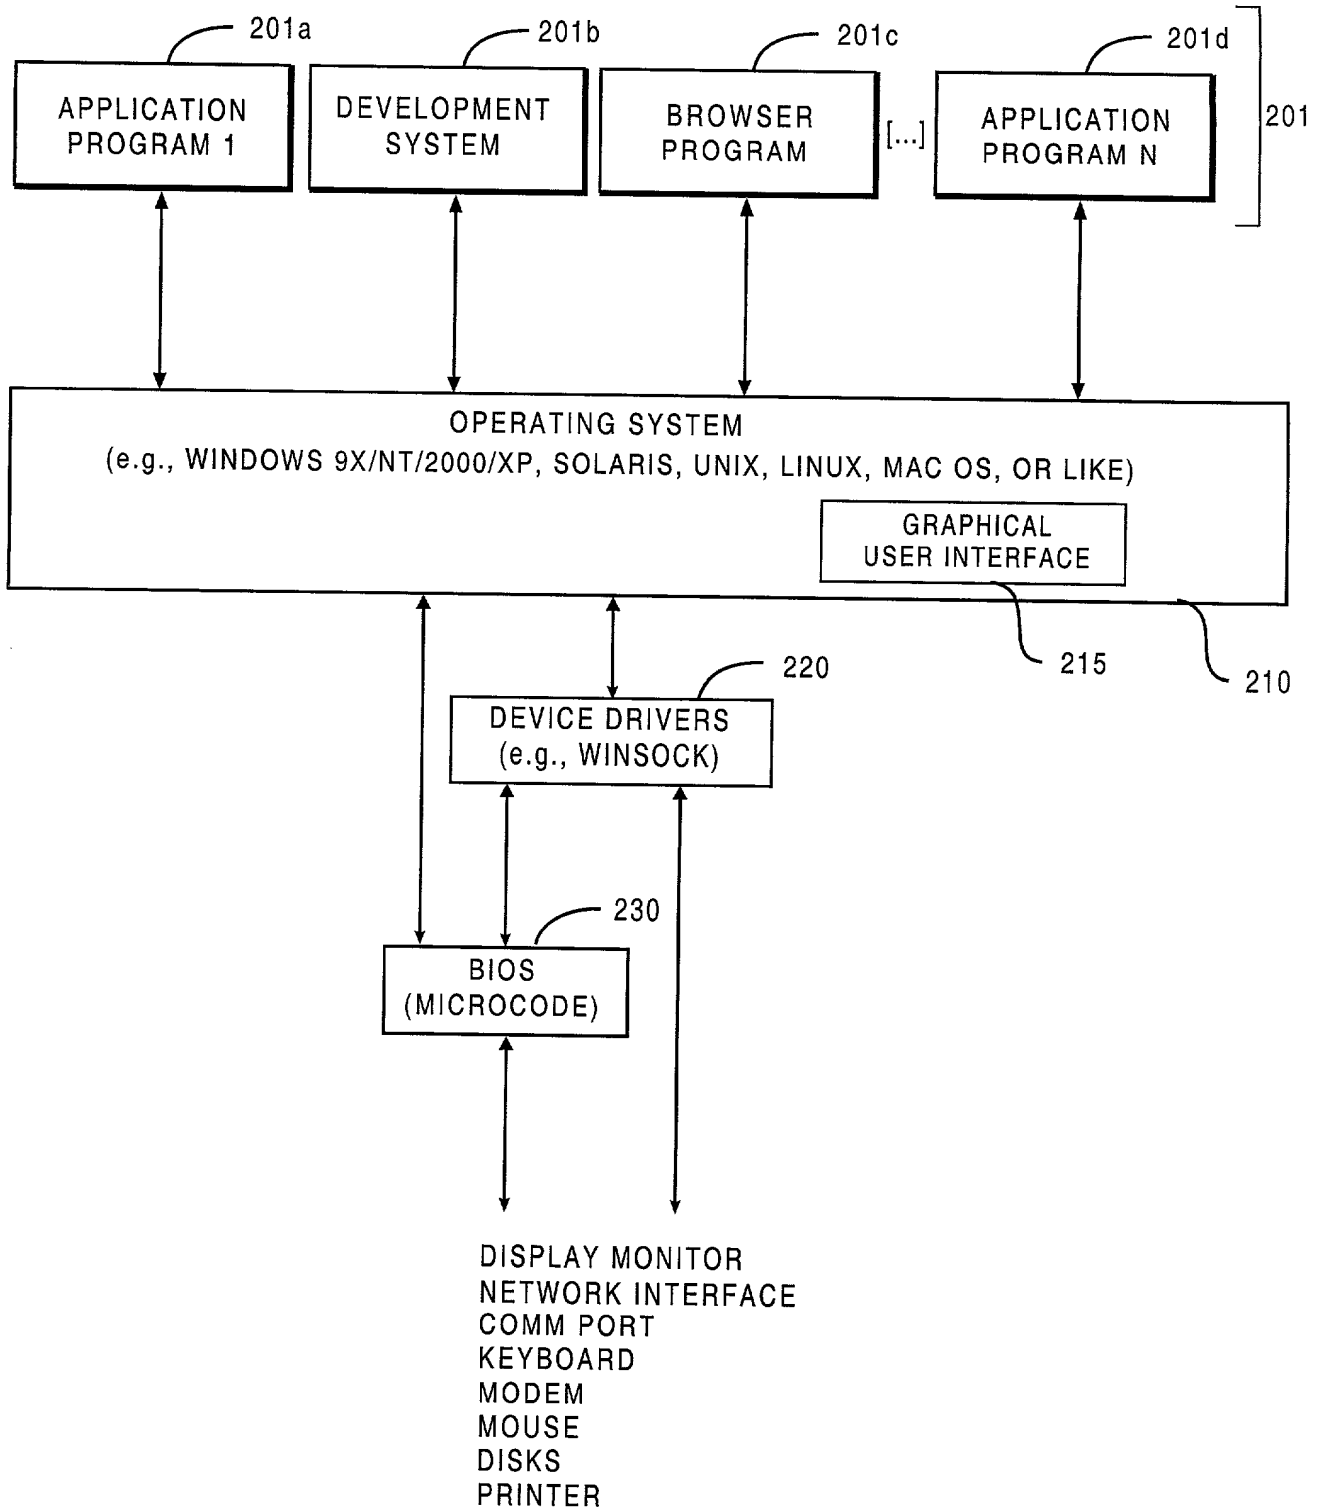 201a
201b
201c
201d
201
APPLICATION
PROGRAM 1
DEVELOPMENT
SYSTEM
BROWSER
PROGRAM
[...]
APPLICATION
PROGRAM N
OPERATING SYSTEM
(e.g., WINDOWS 9X/NT/2000/XP, SOLARIS, UNIX, LINUX, MAC OS, OR LIKE)
GRAPHICAL
USER INTERFACE
215
210
220
DEVICE DRIVERS
(e.g., WINSOCK)
230
BIOS
(MICROCODE)
DISPLAY MONITOR
NETWORK INTERFACE
COMM PORT
KEYBOARD
MODEM
MOUSE
DISKS
PRINTER